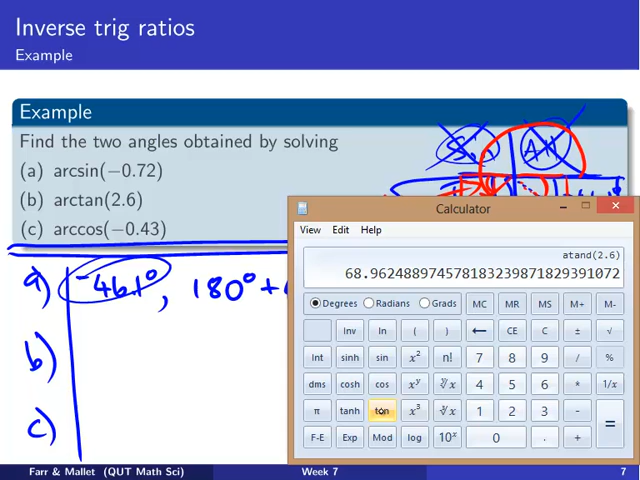 Inverse trig ratios
Example
Example
Find the two angles obtained by solving
(a) arcsin(−0.72)
(b) arctan(2.6)
(c) arccos(−0.43)
Sin All
a) -46.1°, 180° +
b)
c)
Calculator
View Edit Help
atand(2.6)
68.962488974578183239871829391072
Degrees Radians Grads MC MR MS M+ M-
Inv ln ( ) ← CE C ± √
Int sinh sin x² n! 7 8 9 / %
dms cosh cos xʸ ʸ√x 4 5 6 * 1/x
π tanh tan x³ ³√x 1 2 3 - =
F-E Exp Mod log 10ˣ 0 . +
Farr & Mallet (QUT Math Sci) Week 7 7